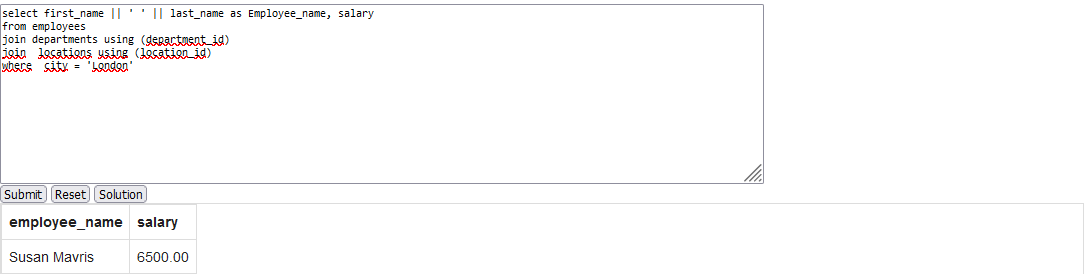 select first_name || ' ' || last_name as Employee_name, salary
from employees
join departments using (department_id)
join  locations using (location_id)
where  city = 'London'
Submit Reset Solution
employee_name salary
Susan Mavris 6500.00